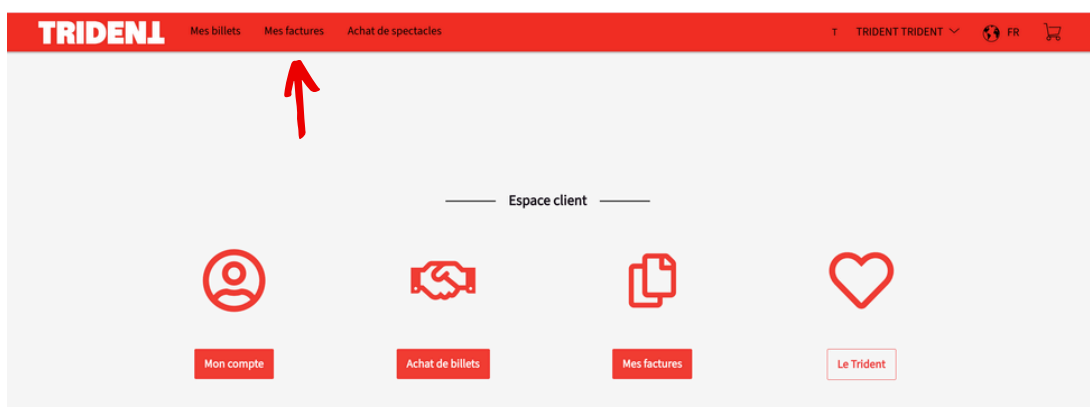 TRIDENT Mes billets Mes factures Achat de spectacles T TRIDENT TRIDENT FR
Espace client
Mon compte Achat de billets Mes factures Le Trident